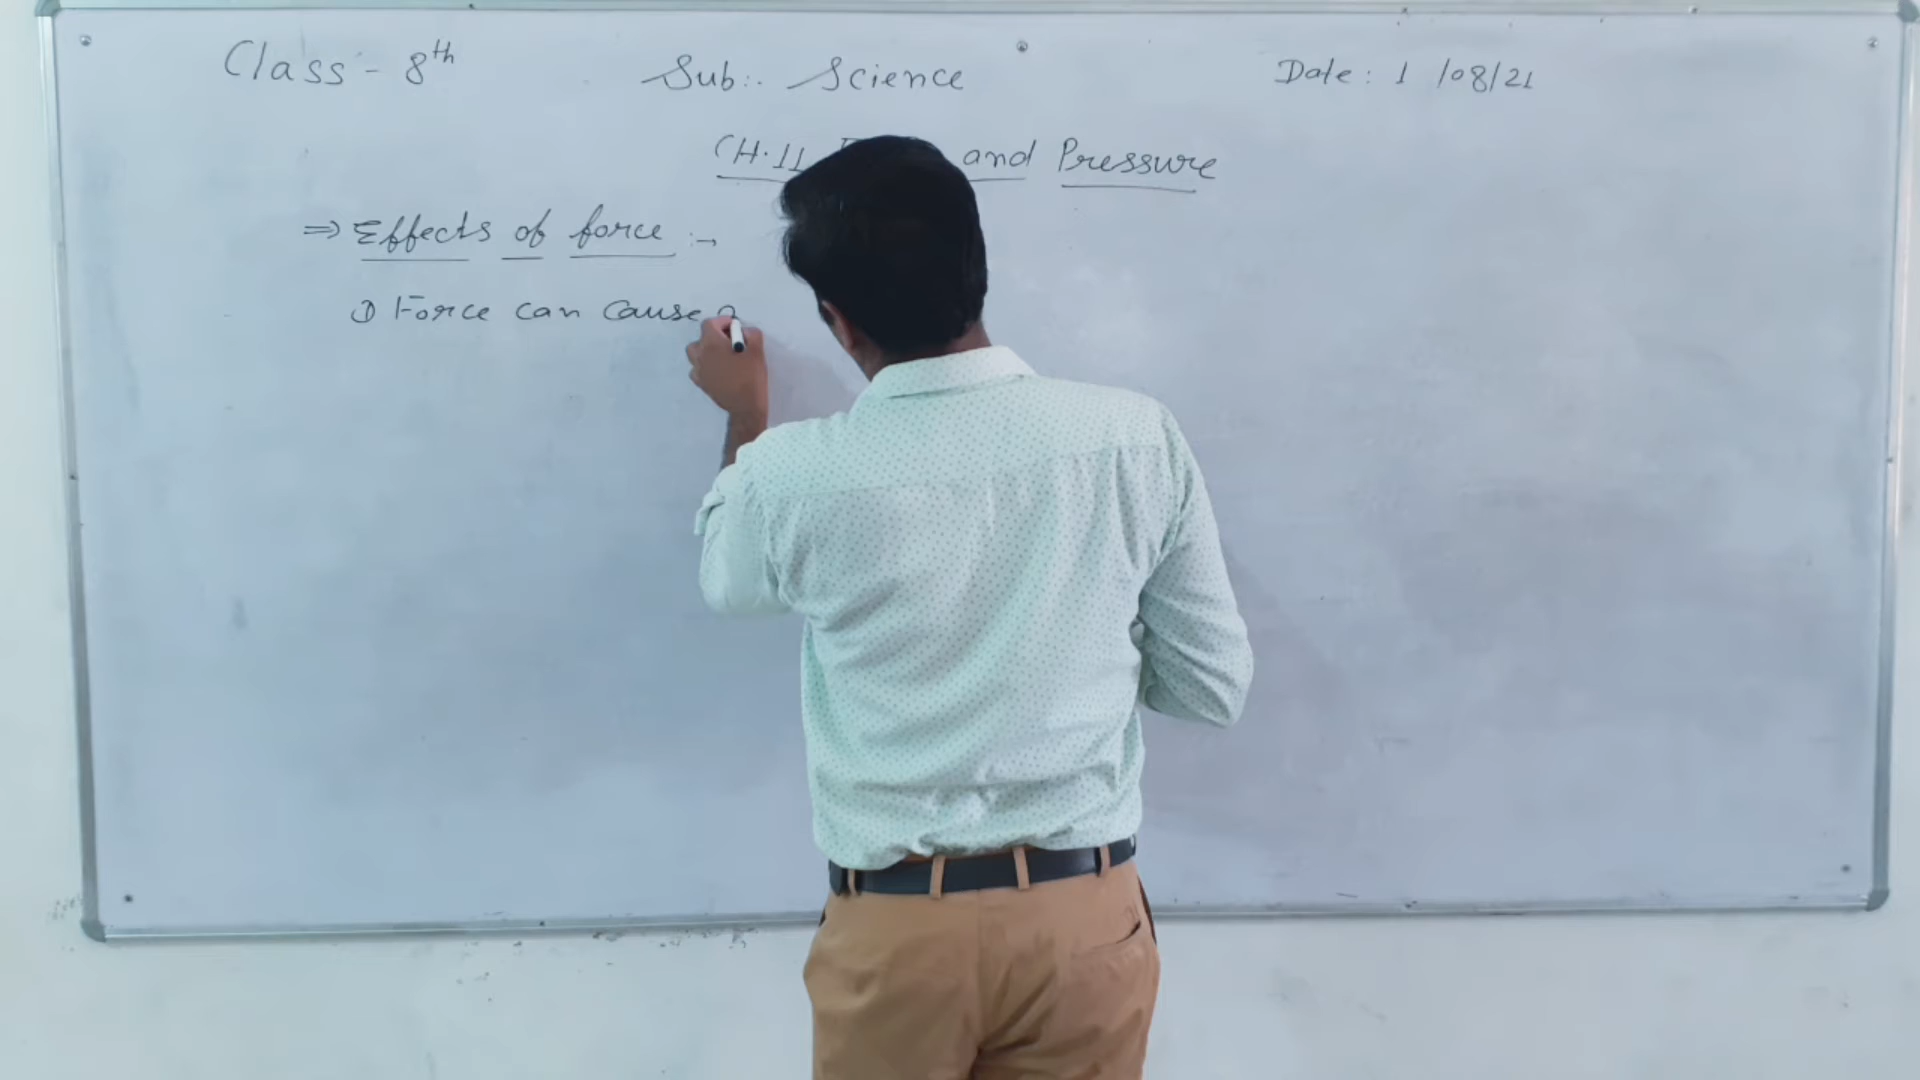 Class - 8th
Sub:. Science
Date: 1 /08/21
CH.11 and Pressure
⇒ Effects of force :→
① Force can cause